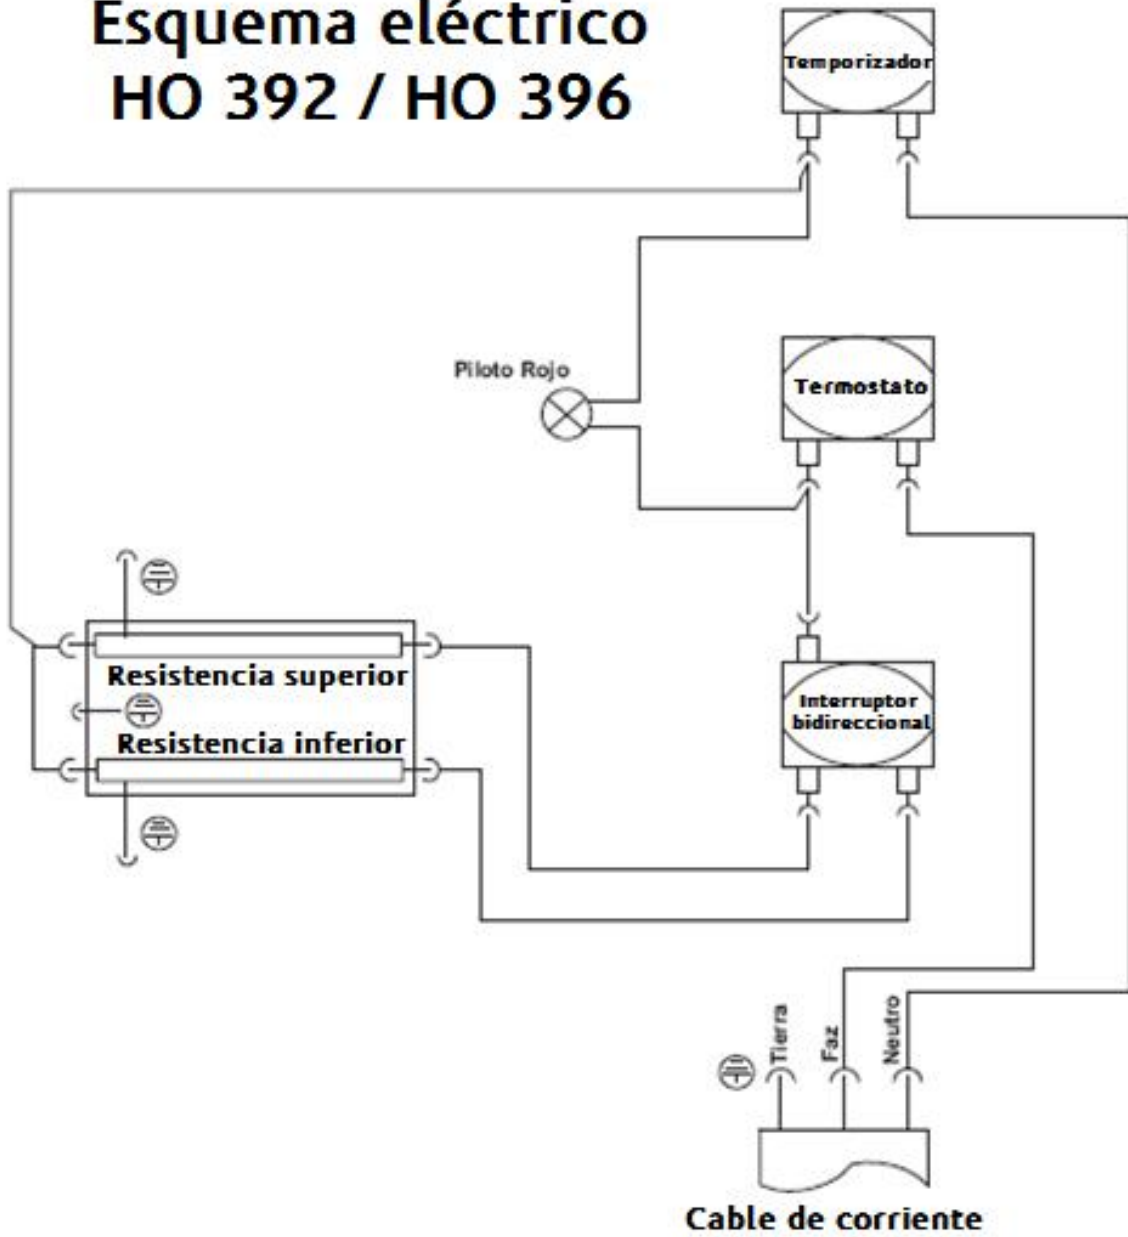 Esquema eléctrico
HO 392 / HO 396
Temporizador
Piloto Rojo
Termostato
Resistencia superior
Resistencia inferior
Interruptor
bidireccional
Tierra
Faz
Neutro
Cable de corriente